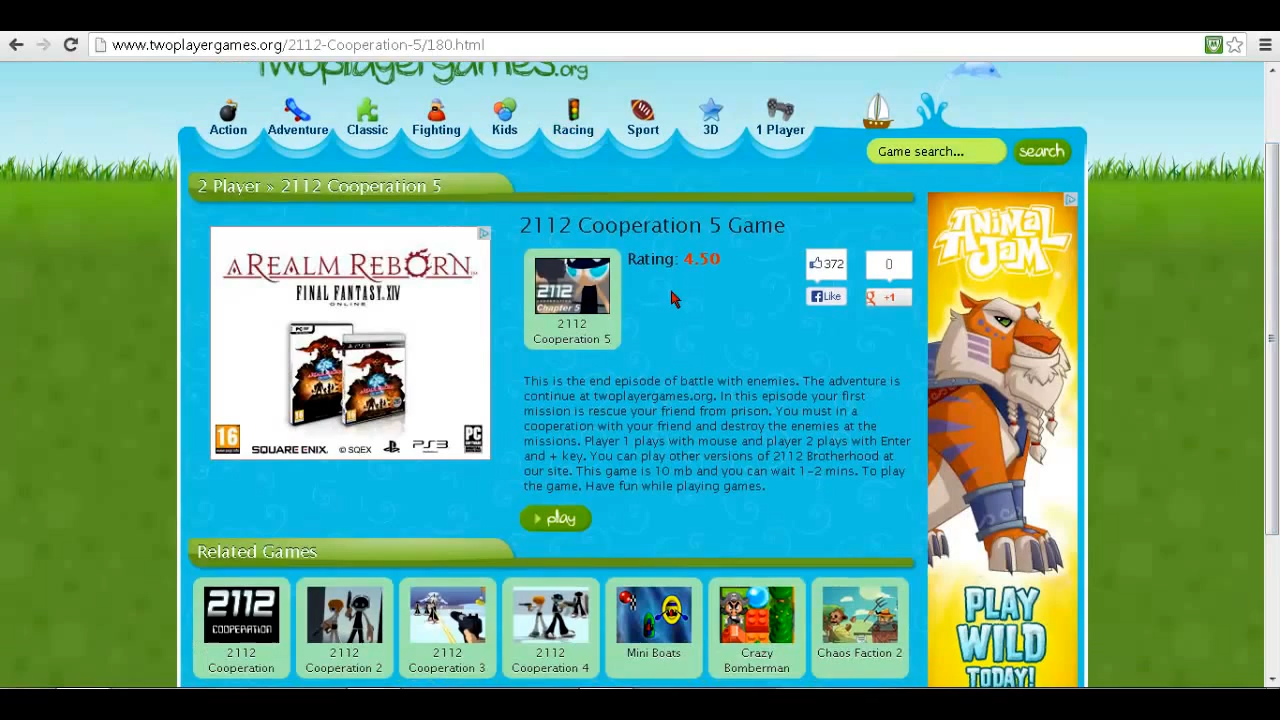 www.twoplayergames.org/2112-Cooperation-5/180.html
twoplayergames.org
Action
Adventure
Classic
Fighting
Kids
Racing
Sport
3D
1 Player
Game search...
search
2 Player » 2112 Cooperation 5
A REALM REBORN
FINAL FANTASY XIV
ONLINE
16
SQUARE ENIX.
© SQEX
PS3
PC
2112 Cooperation 5 Game
Rating: 4.50
2112
Chapter 5
2112
Cooperation 5
372
Like
0
+1
This is the end episode of battle with enemies. The adventure is
continue at twoplayergames.org. In this episode your first
mission is rescue your friend from prison. You must in a
cooperation with your friend and destroy the enemies at the
missions. Player 1 plays with mouse and player 2 plays with Enter
and + key. You can play other versions of 2112 Brotherhood at
our site. This game is 10 mb and you can wait 1-2 mins. To play
the game. Have fun while playing games.
play
ANIMAL
JAM
PLAY
WILD
TODAY!
Related Games
2112
COOPERATION
2112
Cooperation
2112
Cooperation 2
2112
Cooperation 3
2112
Cooperation 4
Mini Boats
Crazy
Bomberman
Chaos Faction 2